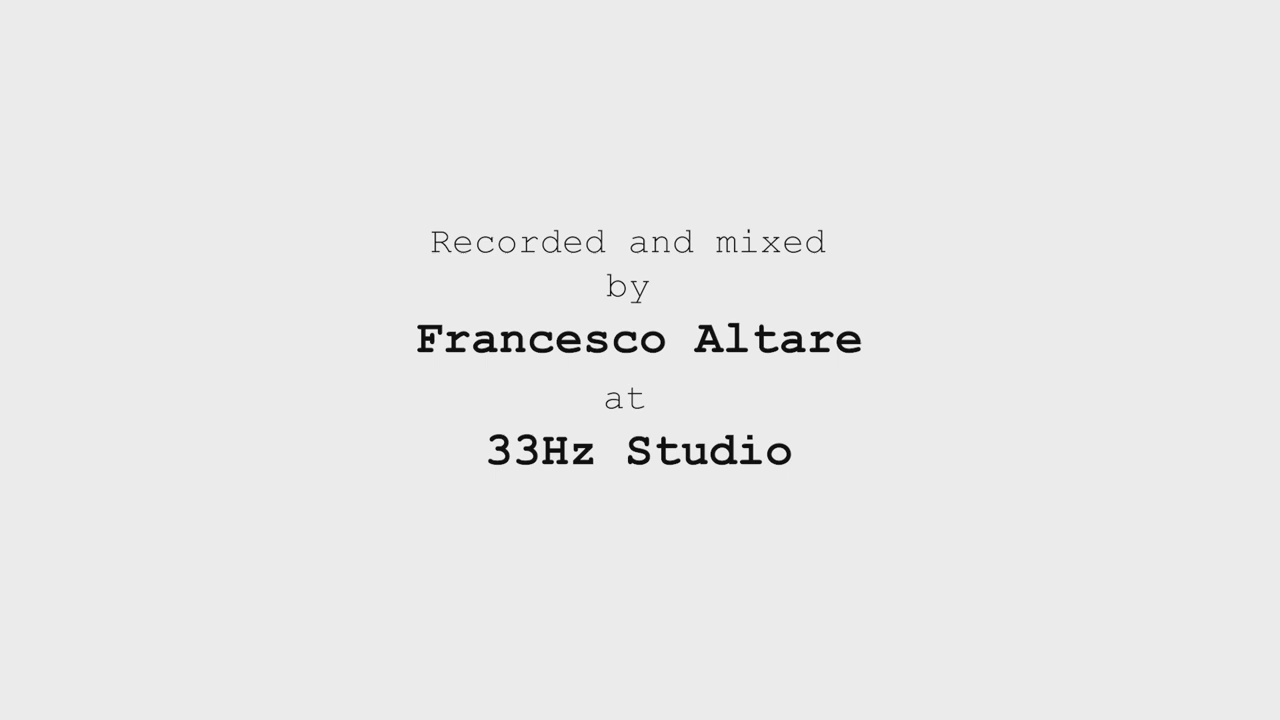 Recorded and mixed
by
Francesco Altare
at
33Hz Studio